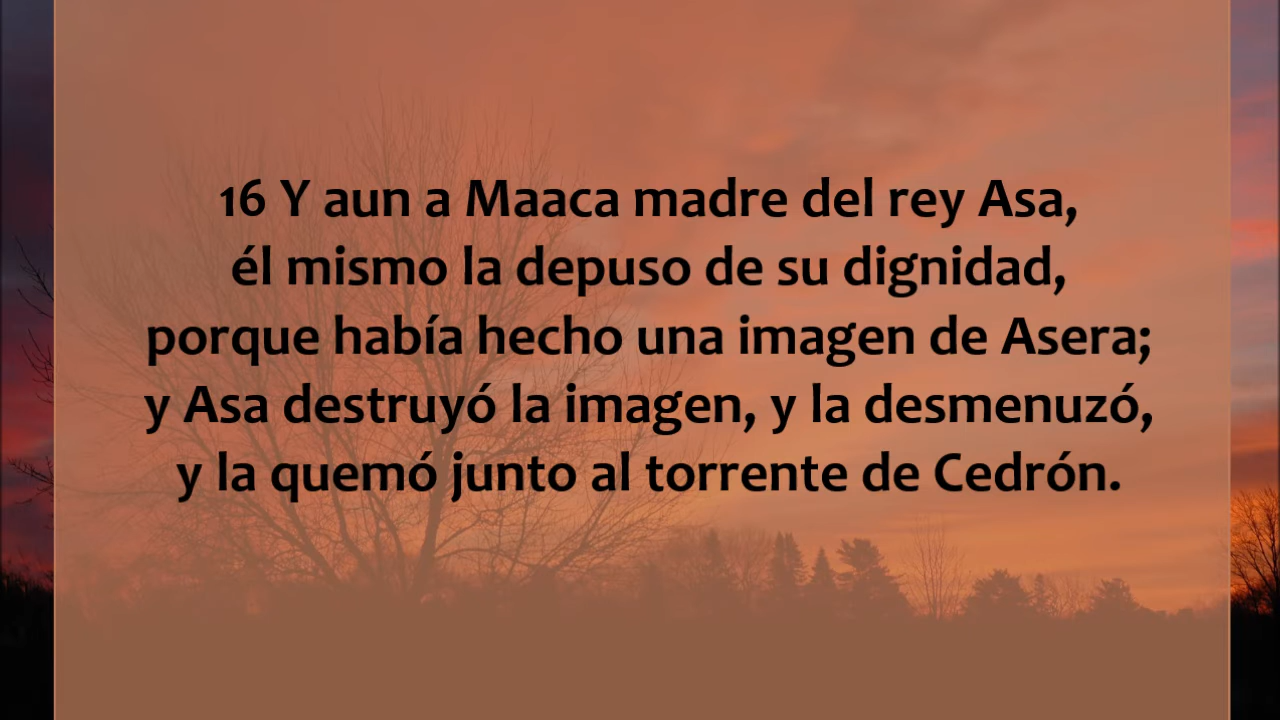 16 Y aun a Maaca madre del rey Asa,
él mismo la depuso de su dignidad,
porque había hecho una imagen de Asera;
y Asa destruyó la imagen, y la desmenuzó,
y la quemó junto al torrente de Cedrón.